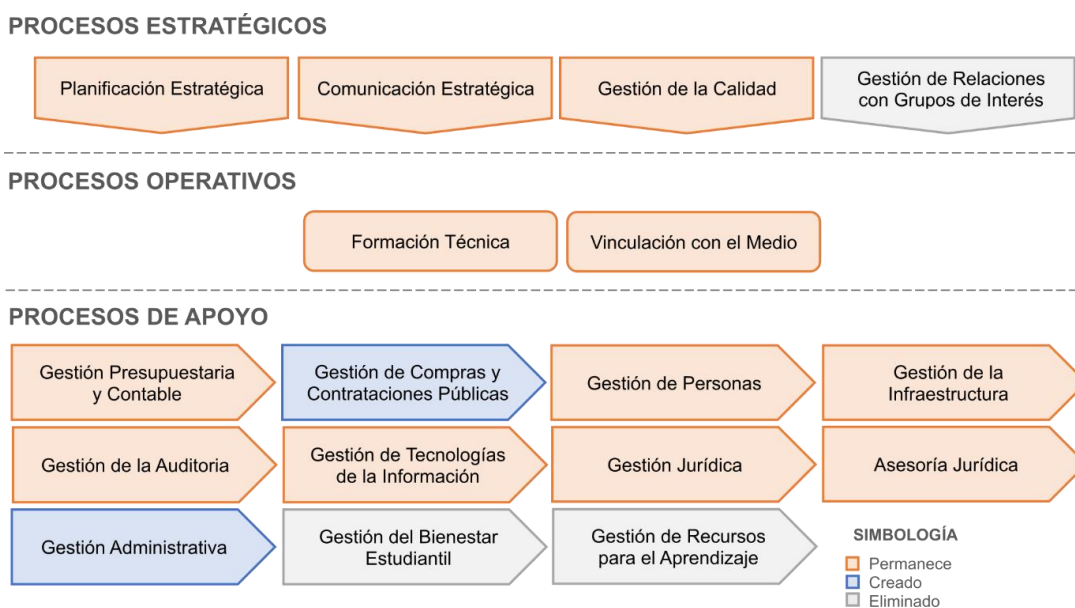 PROCESOS ESTRATÉGICOS
Planificación Estratégica
Comunicación Estratégica
Gestión de la Calidad
Gestión de Relaciones
con Grupos de Interés
PROCESOS OPERATIVOS
Formación Técnica
Vinculación con el Medio
PROCESOS DE APOYO
Gestión Presupuestaria
y Contable
Gestión de Compras y
Contrataciones Públicas
Gestión de Personas
Gestión de la
Infraestructura
Gestión de la Auditoria
Gestión de Tecnologías
de la Información
Gestión Jurídica
Asesoría Jurídica
Gestión Administrativa
Gestión del Bienestar
Estudiantil
Gestión de Recursos
para el Aprendizaje
SIMBOLOGÍA
Permanece
Creado
Eliminado